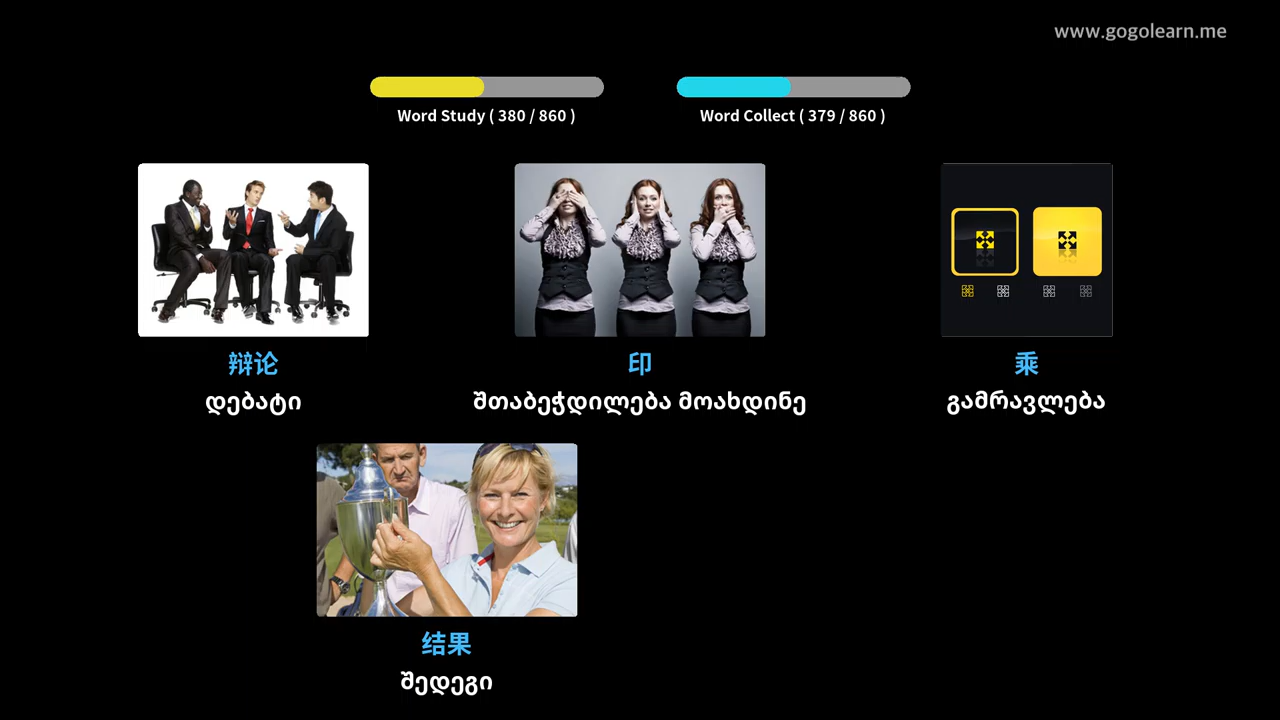 www.gogolearn.me
Word Study ( 380 / 860 )
Word Collect ( 379 / 860 )
辩论
დებატი
印
შთაბეჭდილება მოახდინე
乘
გამრავლება
结果
შედეგი